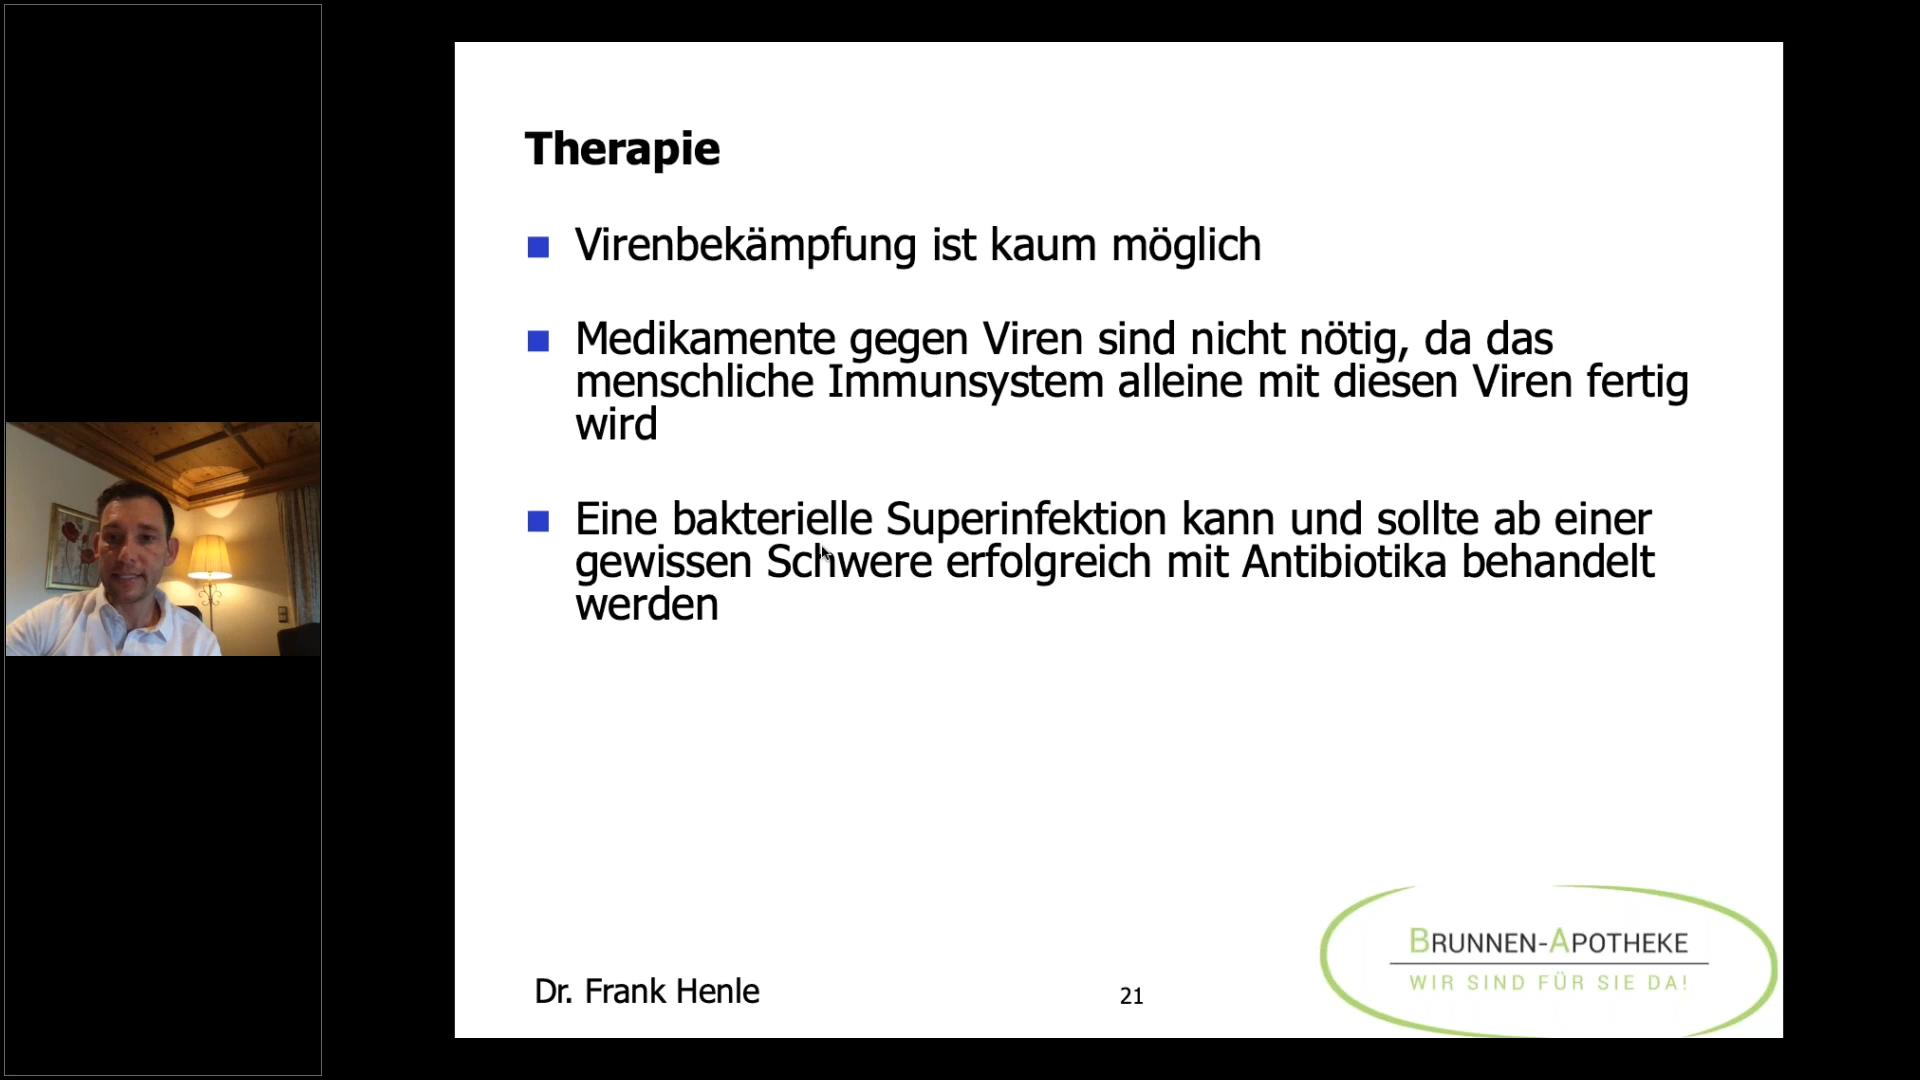 Therapie
Virenbekämpfung ist kaum möglich
Medikamente gegen Viren sind nicht nötig, da das
menschliche Immunsystem alleine mit diesen Viren fertig
wird
Eine bakterielle Superinfektion kann und sollte ab einer
gewissen Schwere erfolgreich mit Antibiotika behandelt
werden
BRUNNEN-APOTHEKE
WIR SIND FÜR SIE DA!
Dr. Frank Henle
21